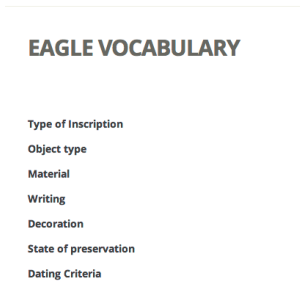 EAGLE VOCABULARY
Type of Inscription
Object type
Material
Writing
Decoration
State of preservation
Dating Criteria